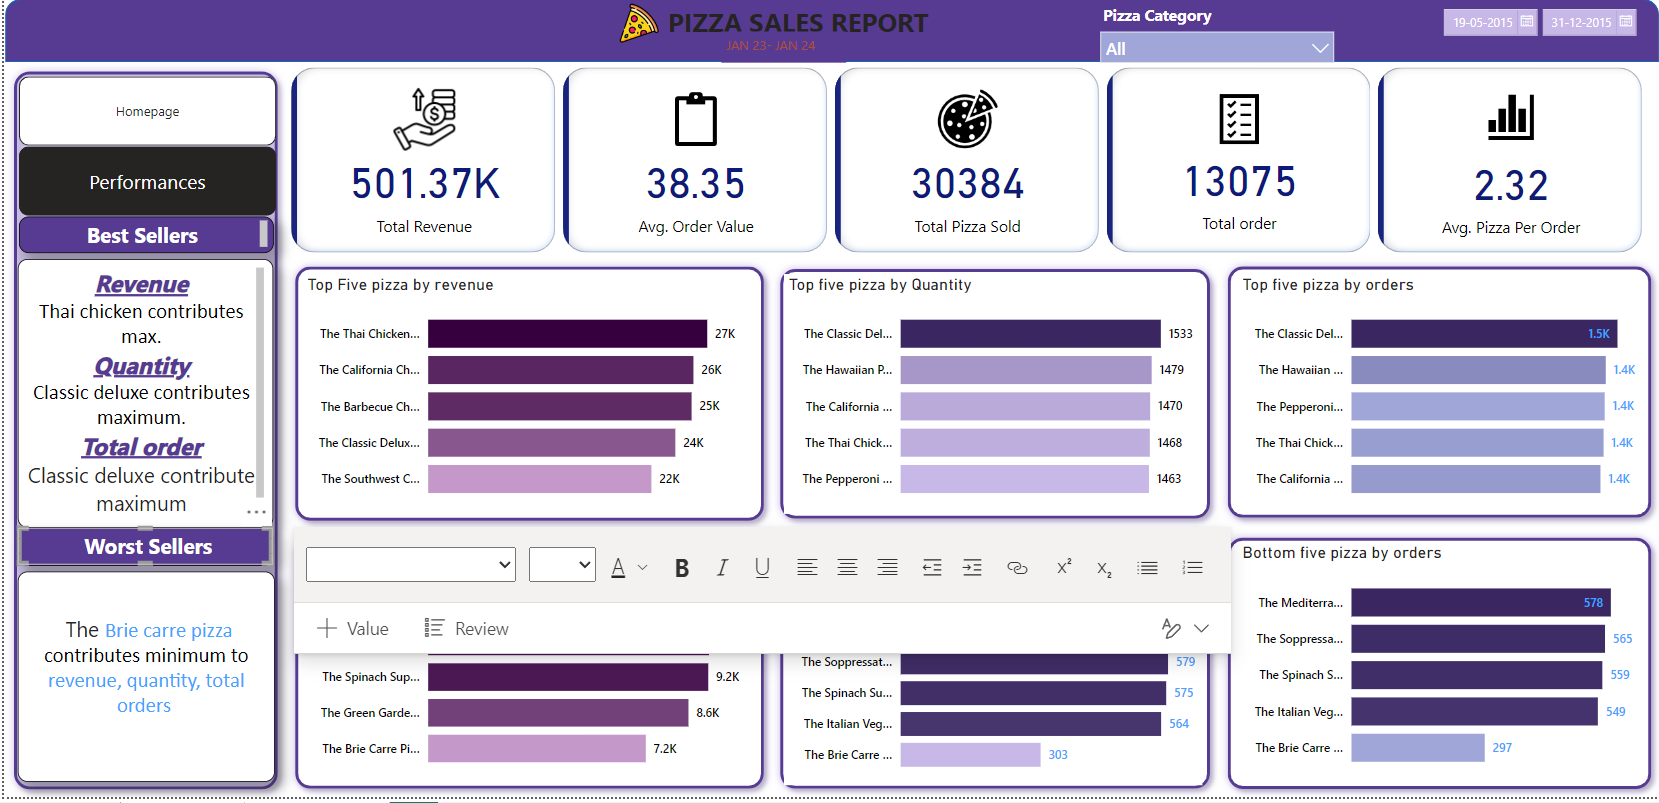 PIZZA SALES REPORT
JAN 23- JAN 24
Pizza Category
All
19-05-2015
31-12-2015
Homepage
Performances
Best Sellers
Revenue
Thai chicken contributes
max.
Quantity
Classic deluxe contributes
maximum.
Total order
Classic deluxe contribute
maximum
...
Worst Sellers
The Brie carre pizza
contributes minimum to
revenue, quantity, total
orders
501.37K
Total Revenue
38.35
Avg. Order Value
30384
Total Pizza Sold
13075
Total order
2.32
Avg. Pizza Per Order
Top Five pizza by revenue
The Thai Chicken... 27K
The California Ch... 26K
The Barbecue Ch... 25K
The Classic Delux... 24K
The Southwest C... 22K
Top five pizza by Quantity
The Classic Del... 1533
The Hawaiian P... 1479
The California ... 1470
The Thai Chick... 1468
The Pepperoni ... 1463
Top five pizza by orders
The Classic Del... 1.5K
The Hawaiian ... 1.4K
The Pepperoni... 1.4K
The Thai Chick... 1.4K
The California ... 1.4K
A B I U x² x₂
Value Review
The Spinach Sup... 9.2K
The Green Garde... 8.6K
The Brie Carre Pi... 7.2K
The Soppressat... 579
The Spinach Su... 575
The Italian Veg... 564
The Brie Carre ... 303
Bottom five pizza by orders
The Mediterra... 578
The Soppressa... 565
The Spinach S... 559
The Italian Veg... 549
The Brie Carre ... 297